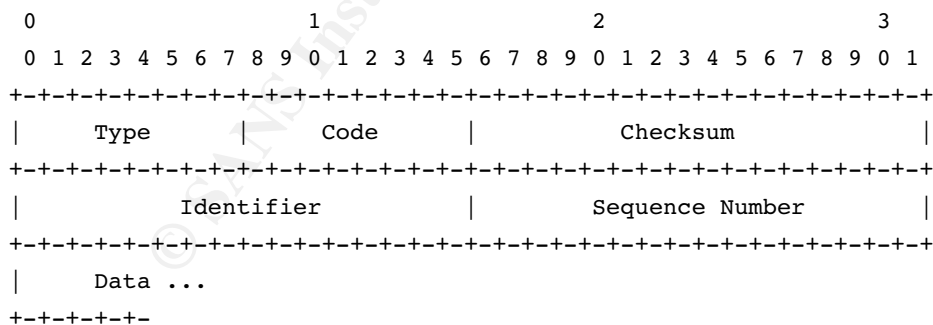 0                   1                   2                   3
0 1 2 3 4 5 6 7 8 9 0 1 2 3 4 5 6 7 8 9 0 1 2 3 4 5 6 7 8 9 0 1
+-+-+-+-+-+-+-+-+-+-+-+-+-+-+-+-+-+-+-+-+-+-+-+-+-+-+-+-+-+-+-+-+
|     Type      |     Code      |          Checksum             |
+-+-+-+-+-+-+-+-+-+-+-+-+-+-+-+-+-+-+-+-+-+-+-+-+-+-+-+-+-+-+-+-+
|           Identifier          |        Sequence Number        |
+-+-+-+-+-+-+-+-+-+-+-+-+-+-+-+-+-+-+-+-+-+-+-+-+-+-+-+-+-+-+-+-+
|     Data ...
+-+-+-+-+-
© SANS